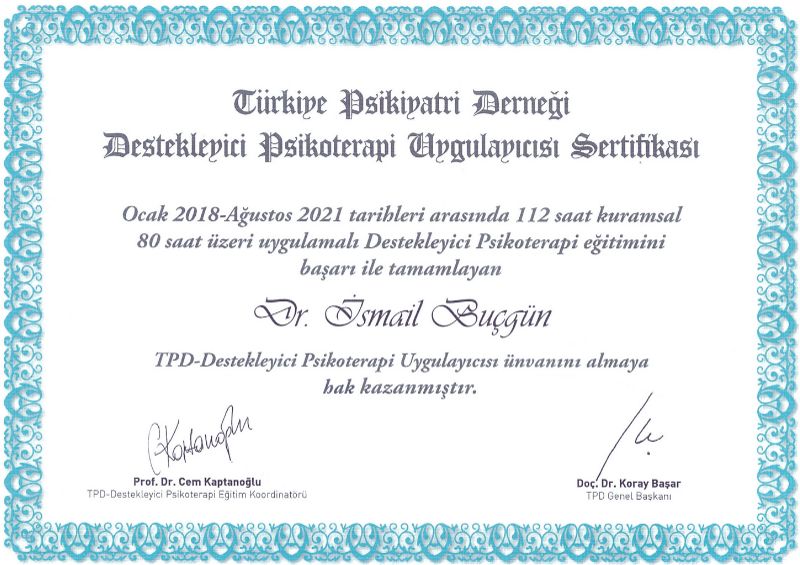 Türkiye Psikiyatri Derneği
Destekleyici Psikoterapi Uygulayıcısı Sertifikası
Ocak 2018-Ağustos 2021 tarihleri arasında 112 saat kuramsal
80 saat üzeri uygulamalı Destekleyici Psikoterapi eğitimini
başarı ile tamamlayan
Dr. İsmail Buçgün
TPD-Destekleyici Psikoterapi Uygulayıcısı ünvanını almaya
hak kazanmıştır.
CKaptanoğlu
Prof. Dr. Cem Kaptanoğlu
TPD-Destekleyici Psikoterapi Eğitim Koordinatörü
Doç. Dr. Koray Başar
TPD Genel Başkanı